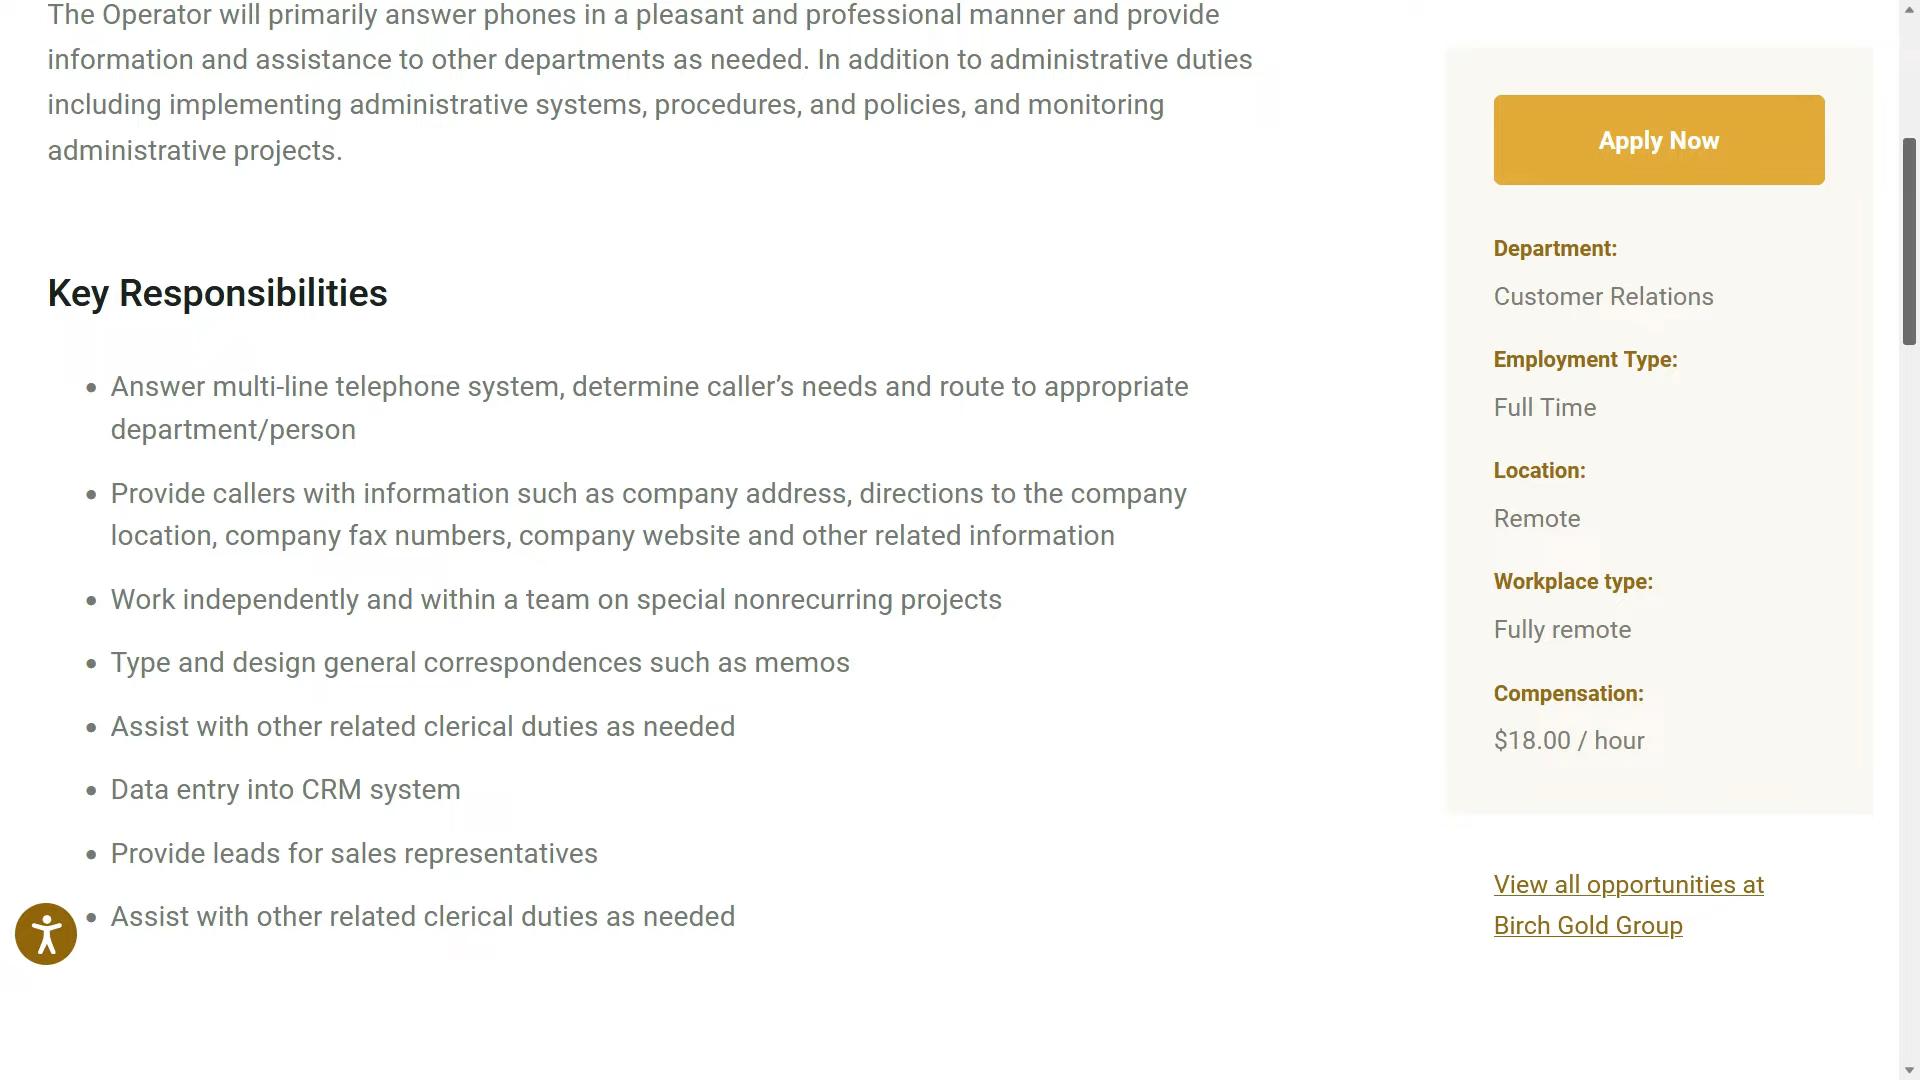 The Operator will primarily answer phones in a pleasant and professional manner and provide
information and assistance to other departments as needed. In addition to administrative duties
including implementing administrative systems, procedures, and policies, and monitoring
administrative projects.
Key Responsibilities
• Answer multi-line telephone system, determine caller’s needs and route to appropriate
department/person
• Provide callers with information such as company address, directions to the company
location, company fax numbers, company website and other related information
• Work independently and within a team on special nonrecurring projects
• Type and design general correspondences such as memos
• Assist with other related clerical duties as needed
• Data entry into CRM system
• Provide leads for sales representatives
• Assist with other related clerical duties as needed
Apply Now
Department:
Customer Relations
Employment Type:
Full Time
Location:
Remote
Workplace type:
Fully remote
Compensation:
$18.00 / hour
View all opportunities at
Birch Gold Group